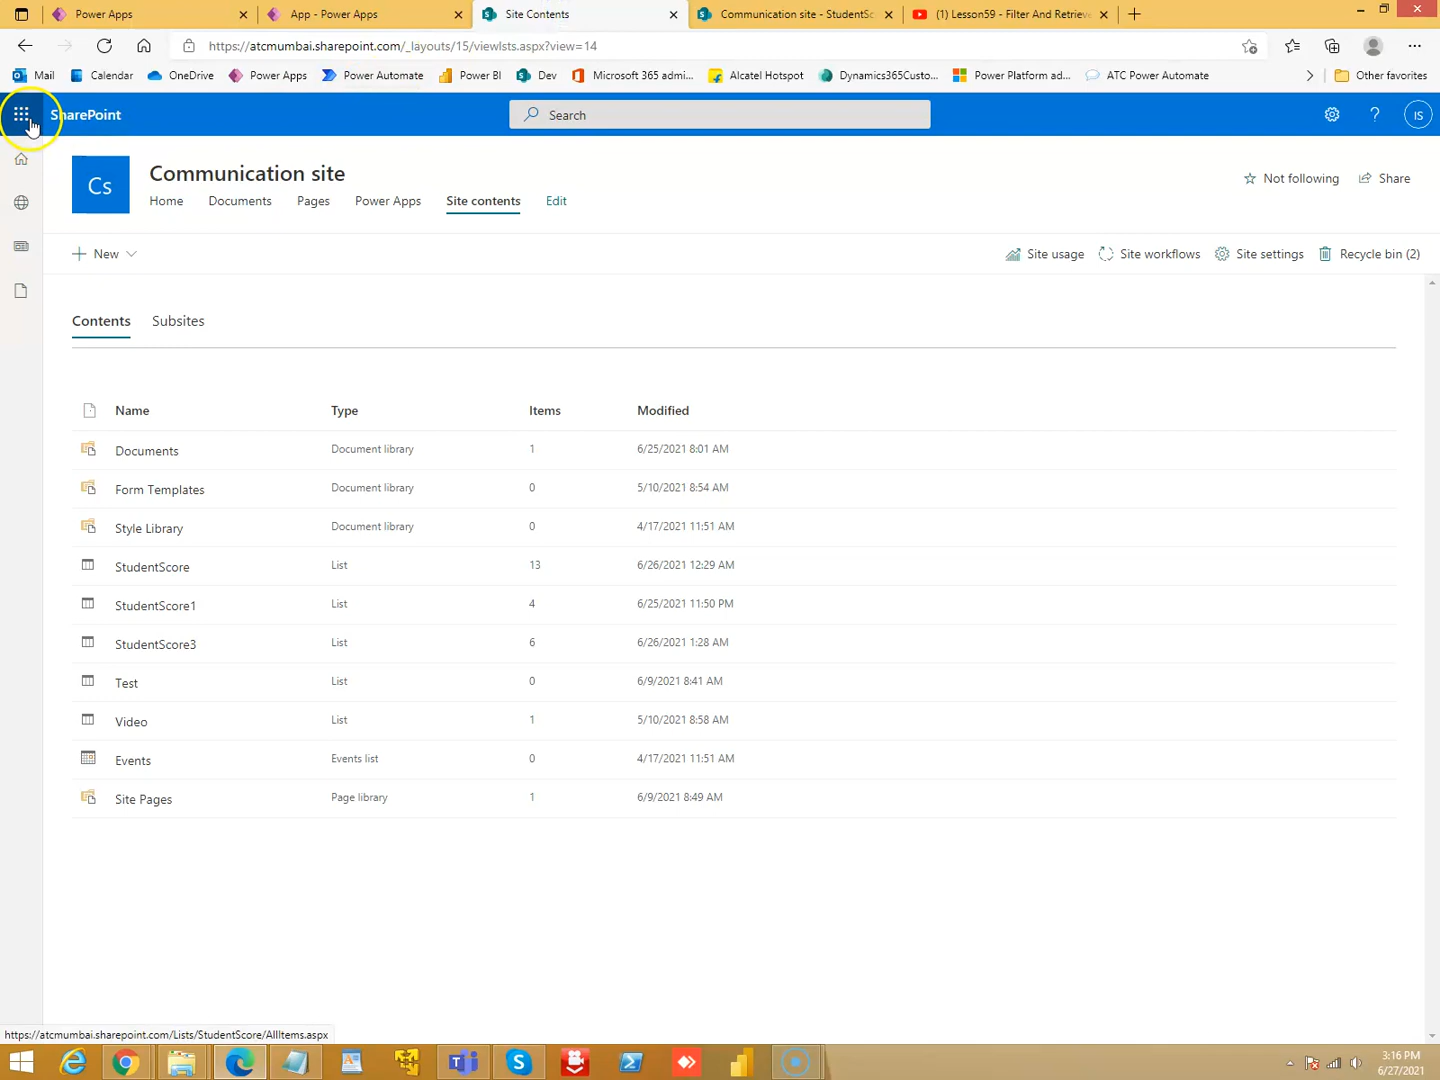 Power Apps
App - Power Apps
Site Contents
Communication site - StudentSc
(1) Lesson59 - Filter And Retrieve
https://atcmumbai.sharepoint.com/_layouts/15/viewlsts.aspx?view=14
Mail
Calendar
OneDrive
Power Apps
Power Automate
Power BI
Dev
Microsoft 365 admi...
Alcatel Hotspot
Dynamics365Custo...
Power Platform ad...
ATC Power Automate
Other favorites
SharePoint
Search
?
IS
Cs
Communication site
Home
Documents
Pages
Power Apps
Site contents
Edit
Not following
Share
New
Site usage
Site workflows
Site settings
Recycle bin (2)
Contents
Subsites
Name Type Items Modified
Documents Document library 1 6/25/2021 8:01 AM
Form Templates Document library 0 5/10/2021 8:54 AM
Style Library Document library 0 4/17/2021 11:51 AM
StudentScore List 13 6/26/2021 12:29 AM
StudentScore1 List 4 6/25/2021 11:50 PM
StudentScore3 List 6 6/26/2021 1:28 AM
Test List 0 6/9/2021 8:41 AM
Video List 1 5/10/2021 8:58 AM
Events Events list 0 4/17/2021 11:51 AM
Site Pages Page library 1 6/9/2021 8:49 AM
https://atcmumbai.sharepoint.com/Lists/StudentScore/AllItems.aspx
3:16 PM
6/27/2021